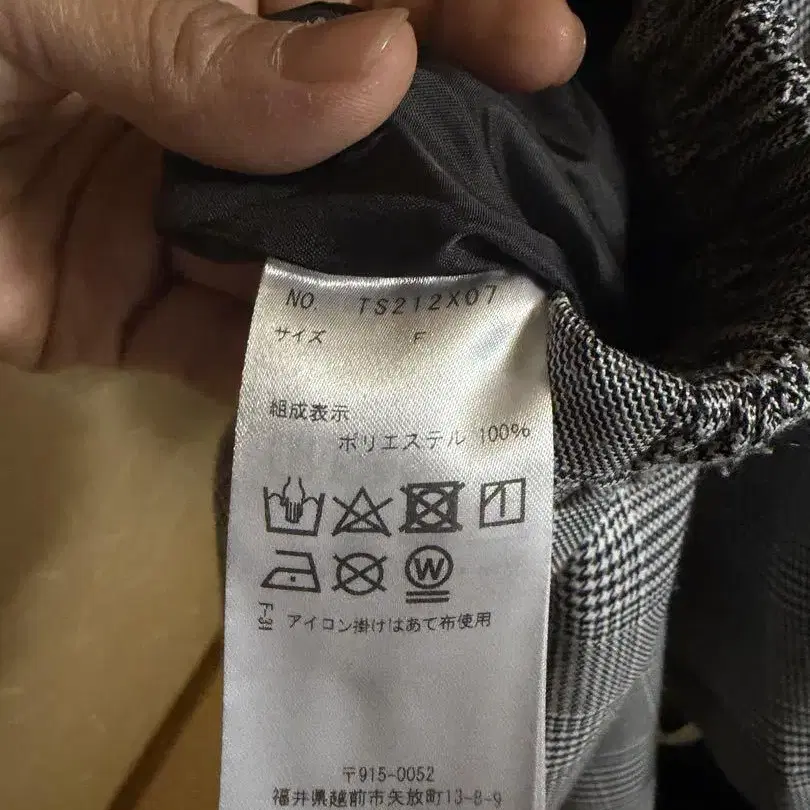 NO. TS212X07
サイズ F
組成表示
ポリエステル 100%
W
F-31 アイコン掛けはあて布使用
〒915-0052
福井県越前市矢放町13-8-9